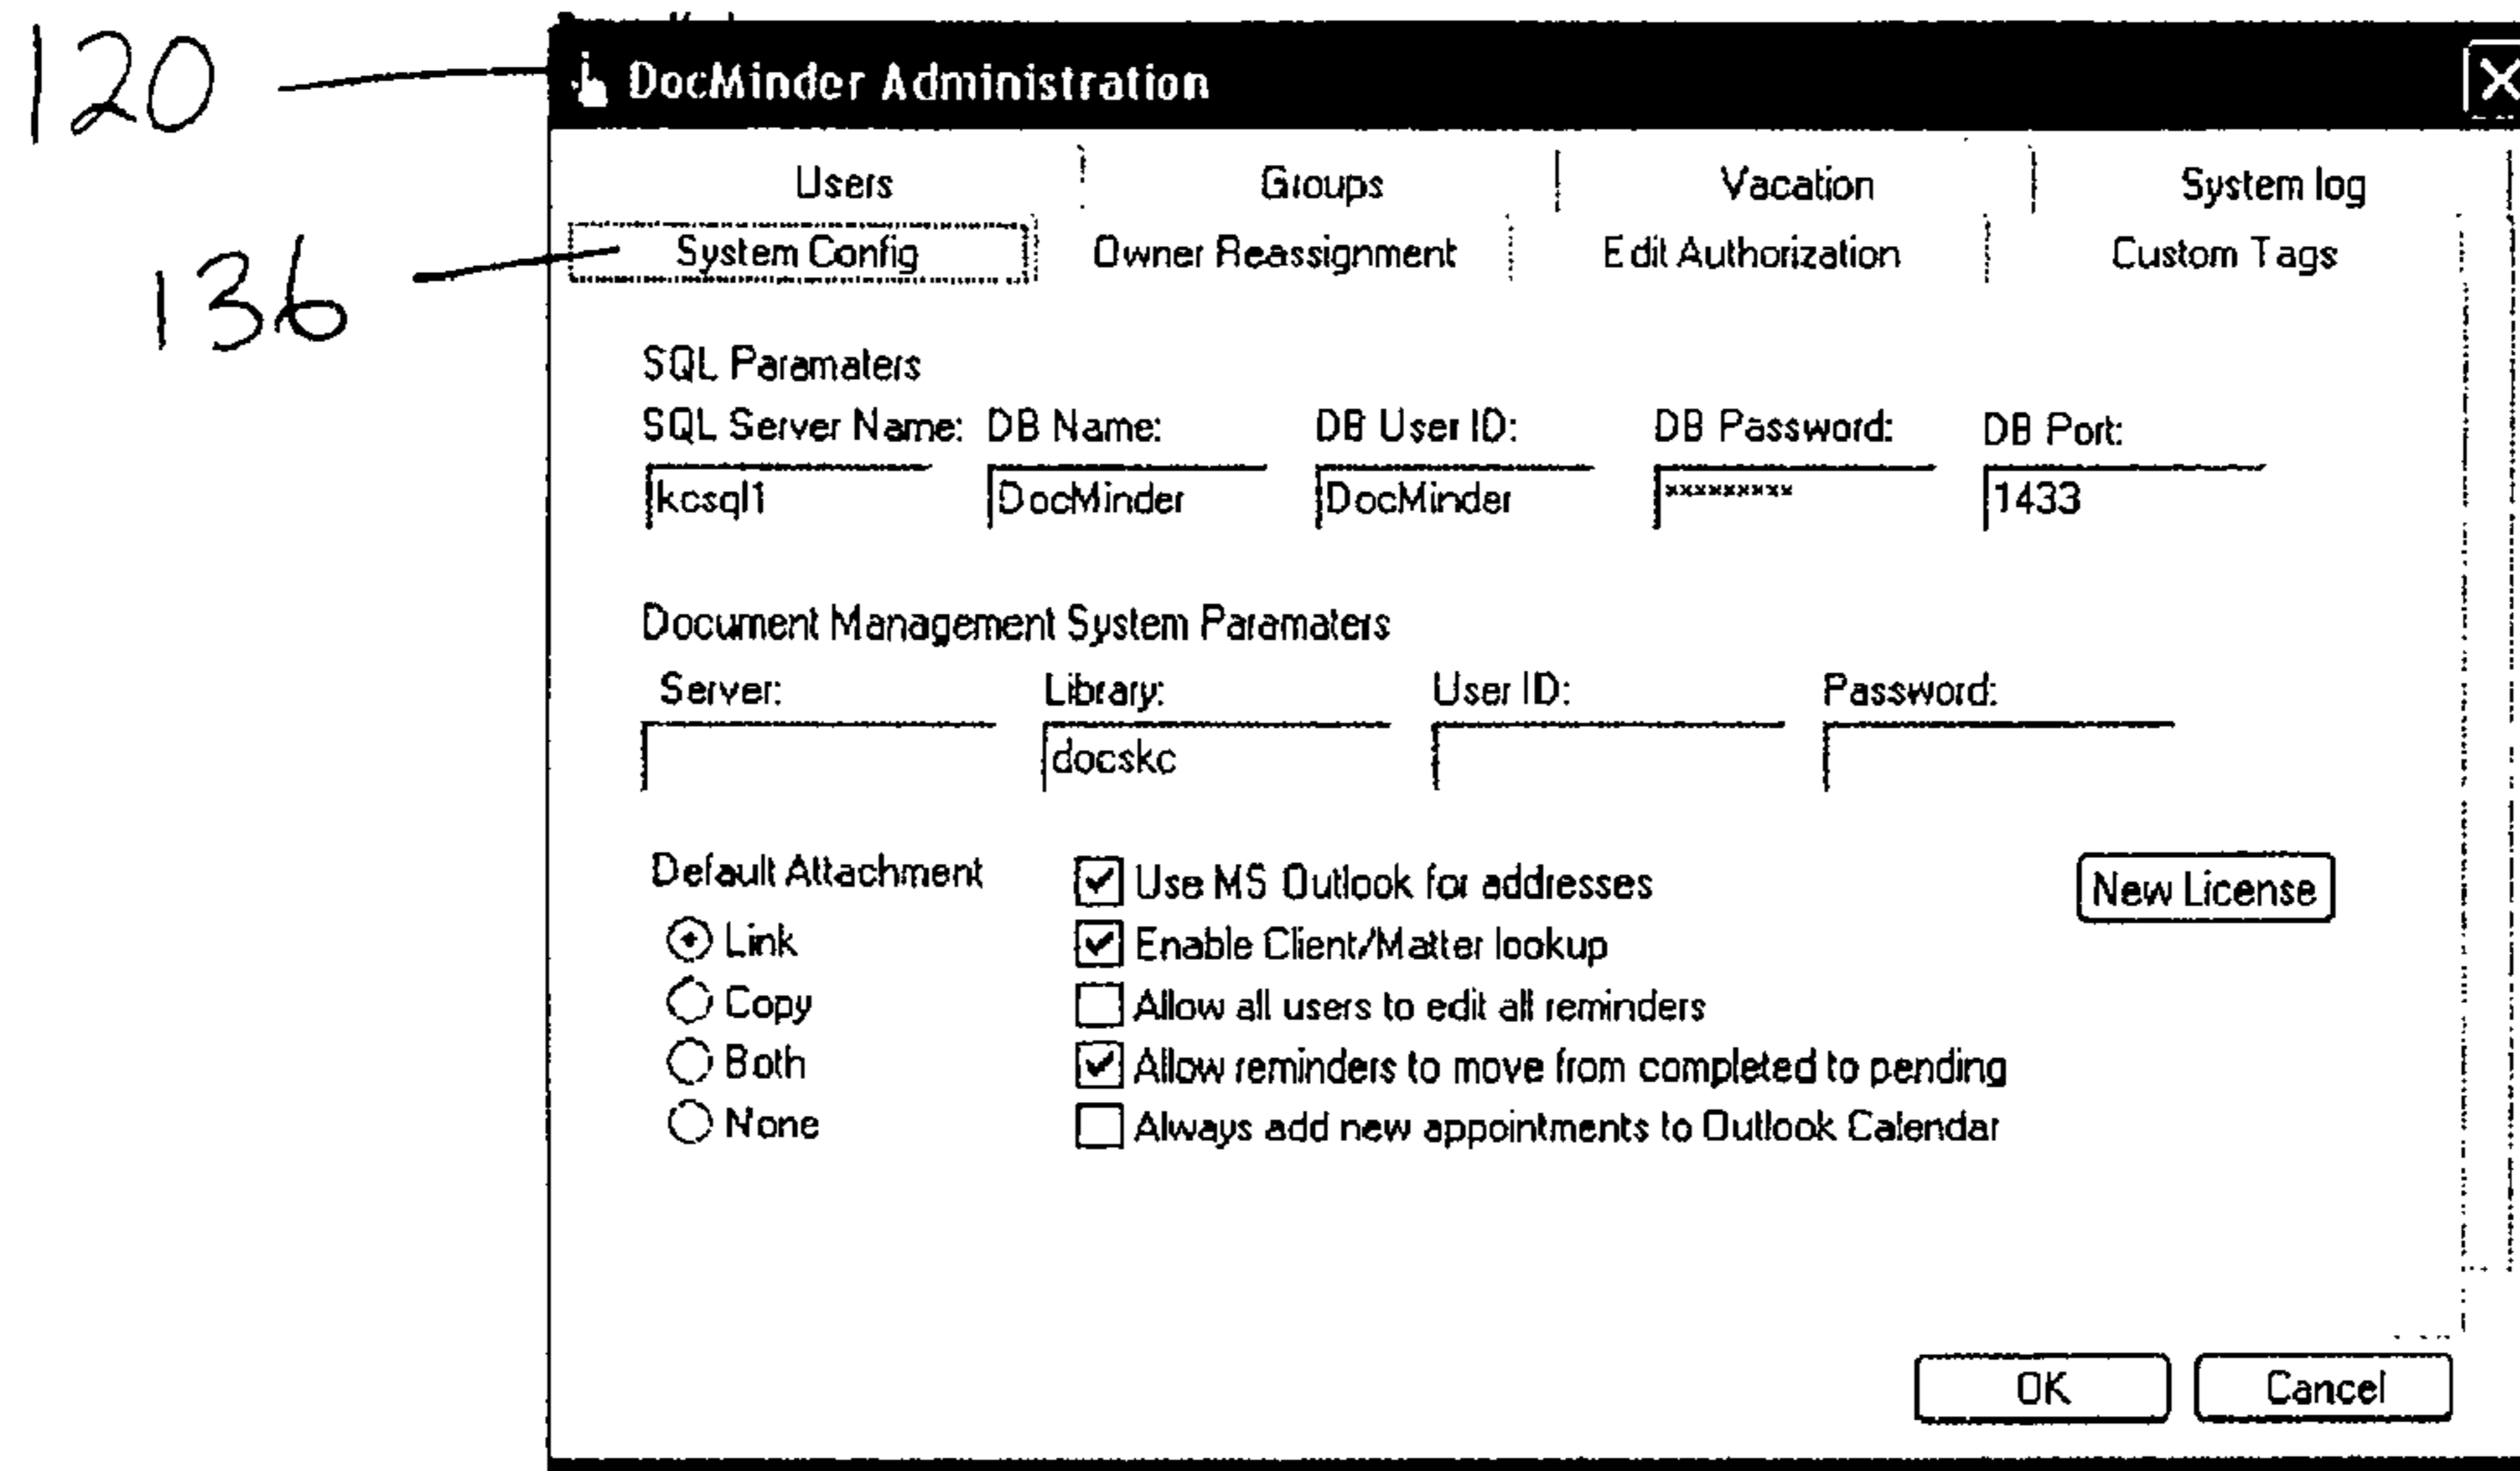 120
DocMinder Administration
Users Groups Vacation System log
136
System Config Owner Reassignment Edit Authorization Custom Tags
SQL Paramaters
SQL Server Name: DB Name: DB User ID: DB Password: DB Port:
kcsql1 DocMinder DocMinder ********* 1433
Document Management System Paramaters
Server: Library: User ID: Password:
docskc
Default Attachment
Link
Copy
Both
None
Use MS Outlook for addresses
Enable Client/Matter lookup
Allow all users to edit all reminders
Allow reminders to move from completed to pending
Always add new appointments to Outlook Calendar
New License
OK Cancel